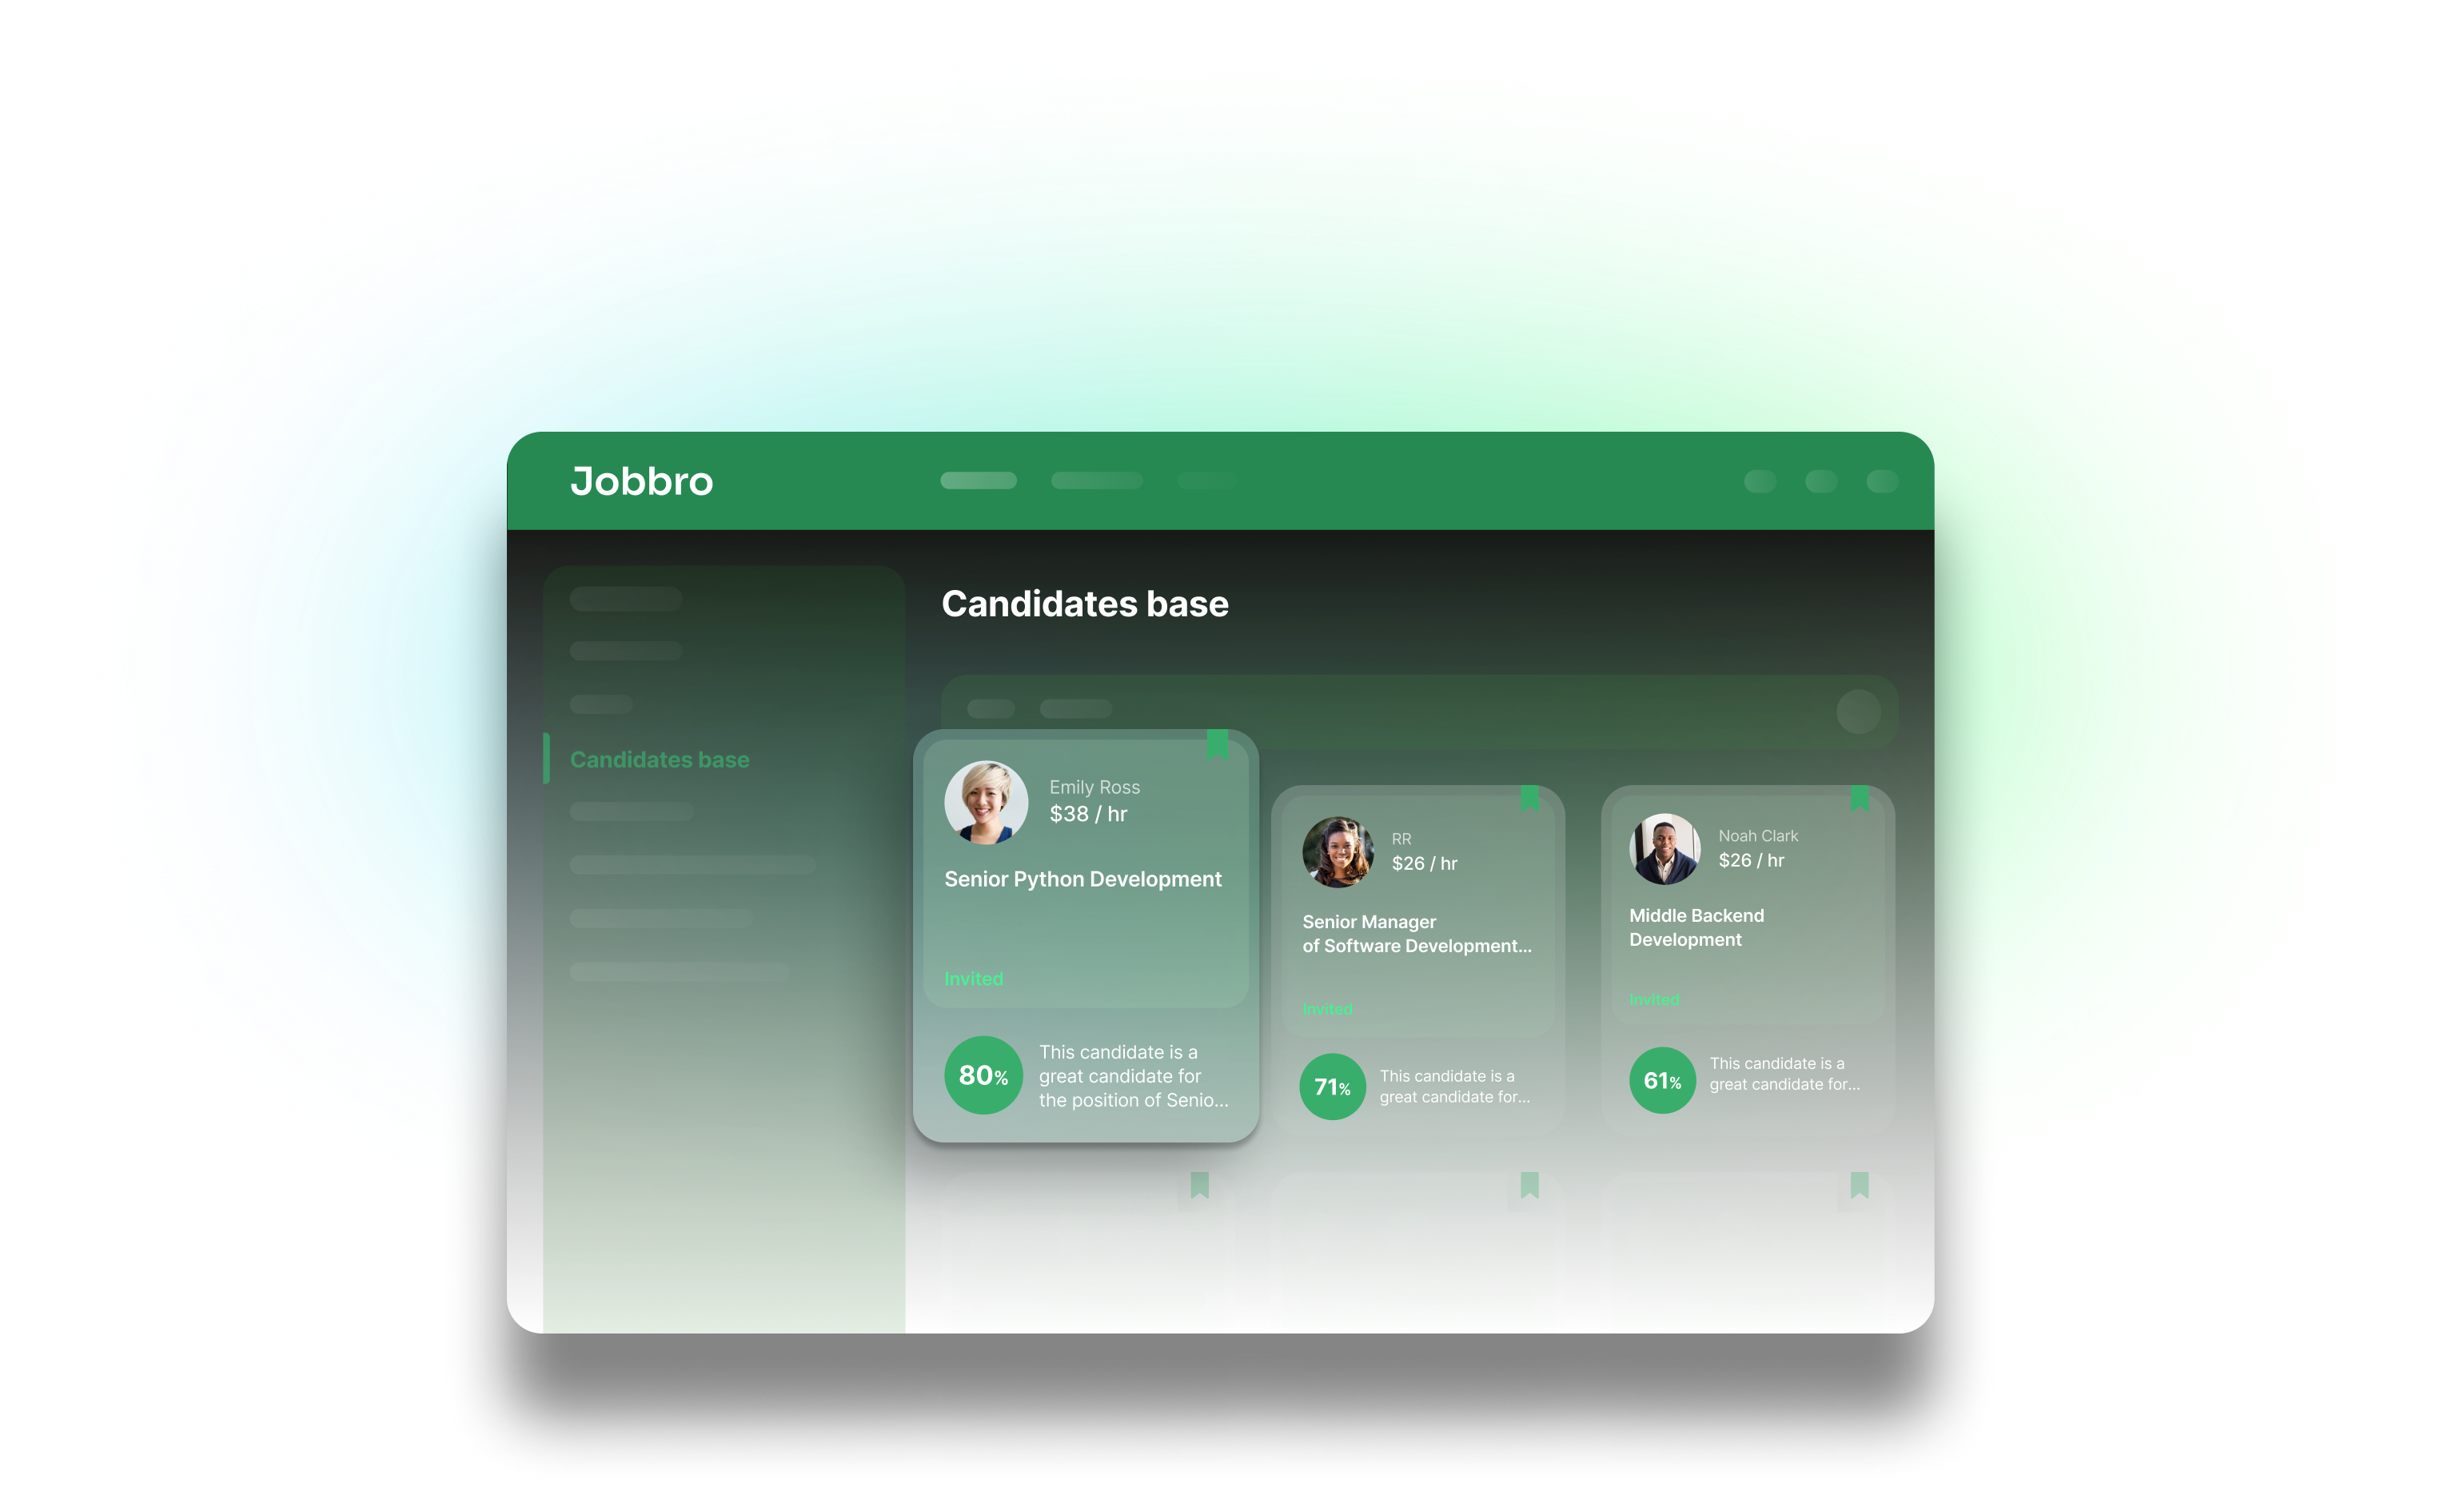 Jobbro
Candidates base
Candidates base
Emily Ross
$38 / hr
Senior Python Development
Invited
80%
This candidate is a
great candidate for
the position of Senio...
RR
$26 / hr
Senior Manager
of Software Development...
Invited
71%
This candidate is a
great candidate for...
Noah Clark
$26 / hr
Middle Backend
Development
Invited
61%
This candidate is a
great candidate for...